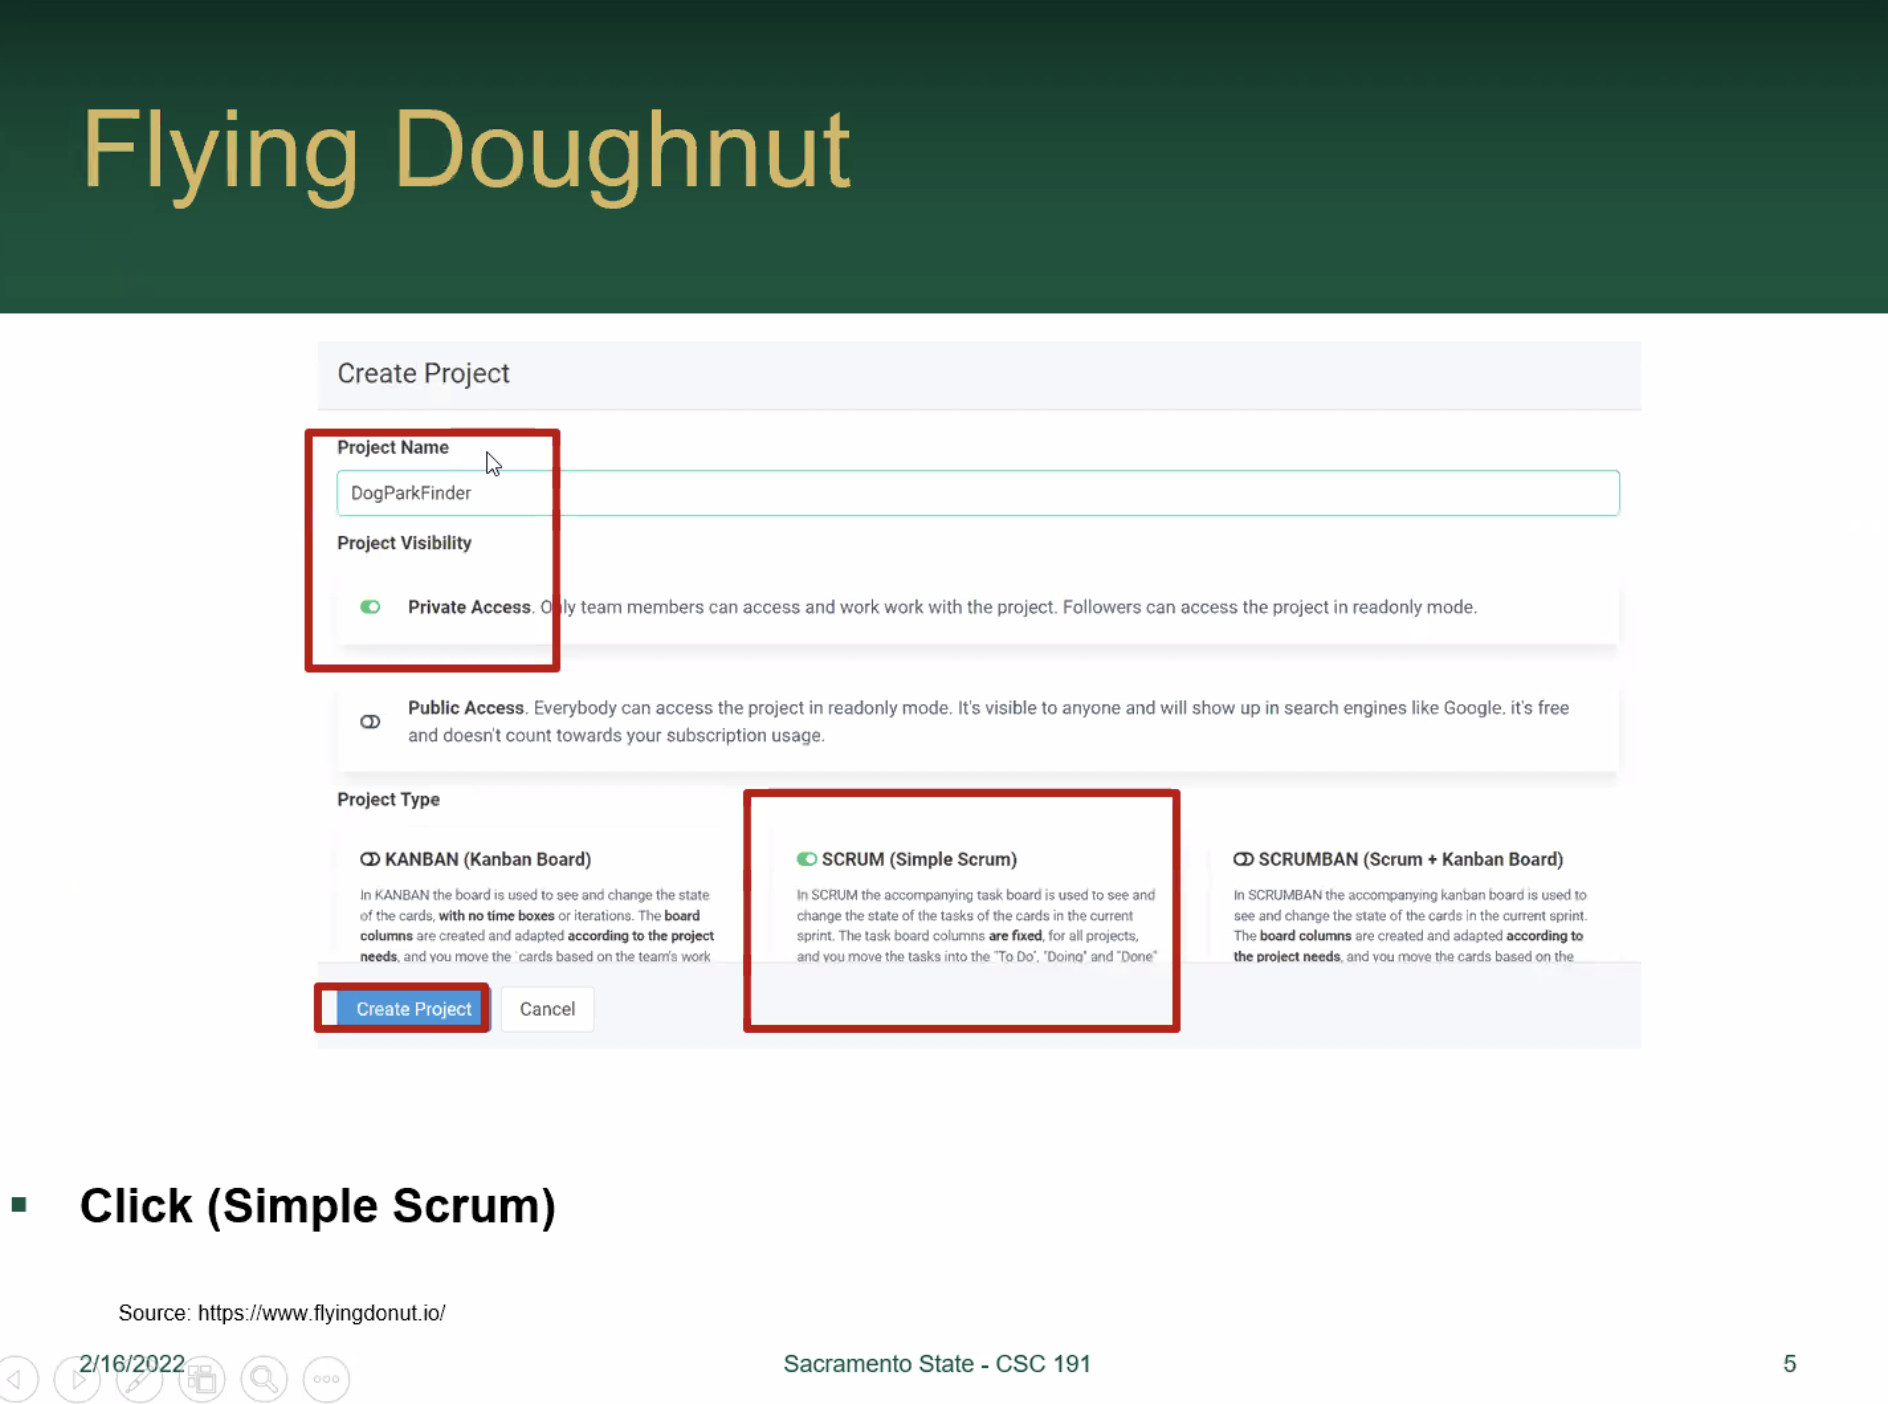 Flying Doughnut
Create Project
Project Name
DogParkFinder
Project Visibility
Private Access. Only team members can access and work work with the project. Followers can access the project in readonly mode.
Public Access. Everybody can access the project in readonly mode. It's visible to anyone and will show up in search engines like Google. it's free
and doesn't count towards your subscription usage.
Project Type
KANBAN (Kanban Board)
In KANBAN the board is used to see and change the state
of the cards, with no time boxes or iterations. The board
columns are created and adapted according to the project
needs, and you move the cards based on the team's work
SCRUM (Simple Scrum)
In SCRUM the accompanying task board is used to see and
change the state of the tasks of the cards in the current
sprint. The task board columns are fixed, for all projects,
and you move the tasks into the "To Do", "Doing" and "Done"
SCRUMBAN (Scrum + Kanban Board)
In SCRUMBAN the accompanying kanban board is used to
see and change the state of the cards in the current sprint.
The board columns are created and adapted according to
the project needs, and you move the cards based on the
Create Project
Cancel
Click (Simple Scrum)
Source: https://www.flyingdonut.io/
2/16/2022
Sacramento State - CSC 191
5